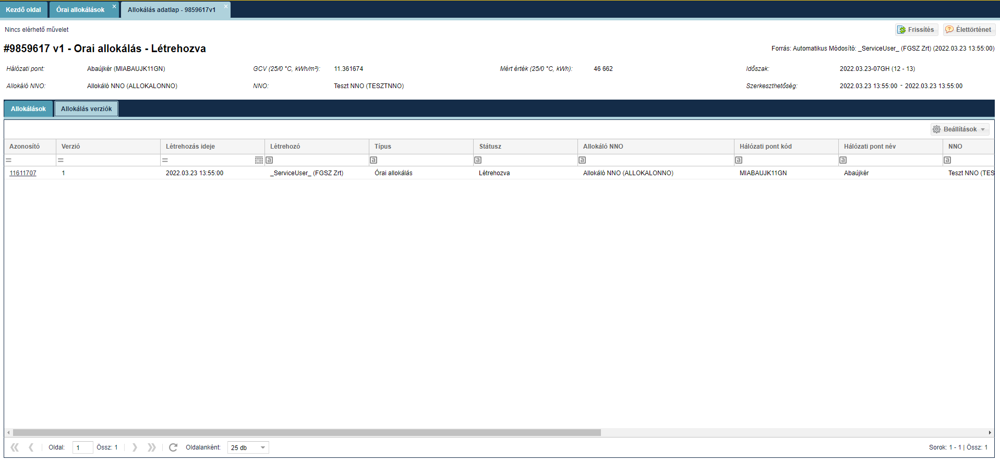 Kezdő oldal Órai allokálások Allokálás adatlap - 9859617v1
Nincs elérhető művelet Frissítés Élettörténet
#9859617 v1 - Órai allokálás - Létrehozva Forrás: Automatikus Módosító: _ServiceUser_ (FGSZ Zrt) (2022.03.23 13:55:00)
Hálózati pont: Abaújkér (MIABAUJK11GN) GCV (25/0 °C, kWh/m³): 11.361674 Mért érték (25/0 °C, kWh): 46 662 Időszak: 2022.03.23-07GH (12 - 13)
Allokáló NNO: Allokáló NNO (ALLOKALONNO) NNO: Teszt NNO (TESZTNNO) Szerkeszthetőség: 2022.03.23 13:55:00 - 2022.03.23 13:55:00
Allokálások Allokálás verziók
Beállítások
Azonosító Verzió Létrehozás ideje Létrehozó Típus Státusz Allokáló NNO Hálózati pont kód Hálózati pont név NNO
11611707 1 2022.03.23 13:55:00 _ServiceUser_ (FGSZ Zrt) Órai allokálás Létrehozva Allokáló NNO (ALLOKALONNO) MIABAUJK11GN Abaújkér Teszt NNO (TES
Oldal: 1 Össz: 1 Oldalanként: 25 db Sorok: 1 - 1 | Össz: 1